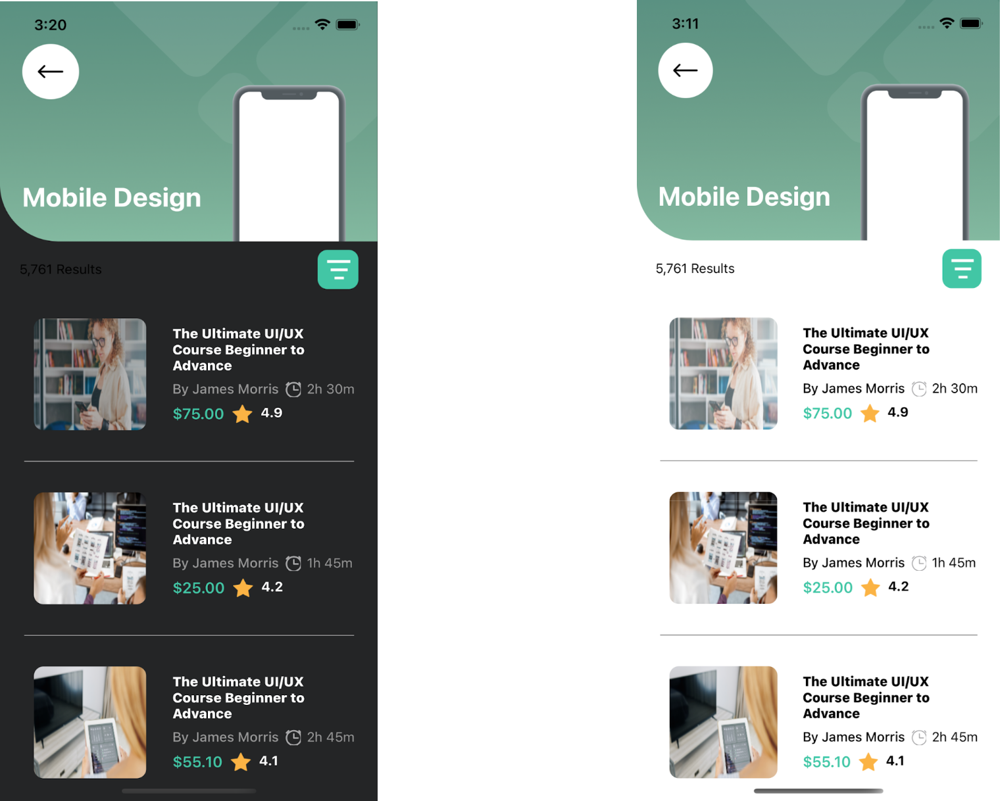 3:20
Mobile Design
5,761 Results
The Ultimate UI/UX
Course Beginner to
Advance
By James Morris 2h 30m
$75.00 4.9
The Ultimate UI/UX
Course Beginner to
Advance
By James Morris 1h 45m
$25.00 4.2
The Ultimate UI/UX
Course Beginner to
Advance
By James Morris 2h 45m
$55.10 4.1
3:11
Mobile Design
5,761 Results
The Ultimate UI/UX
Course Beginner to
Advance
By James Morris 2h 30m
$75.00 4.9
The Ultimate UI/UX
Course Beginner to
Advance
By James Morris 1h 45m
$25.00 4.2
The Ultimate UI/UX
Course Beginner to
Advance
By James Morris 2h 45m
$55.10 4.1